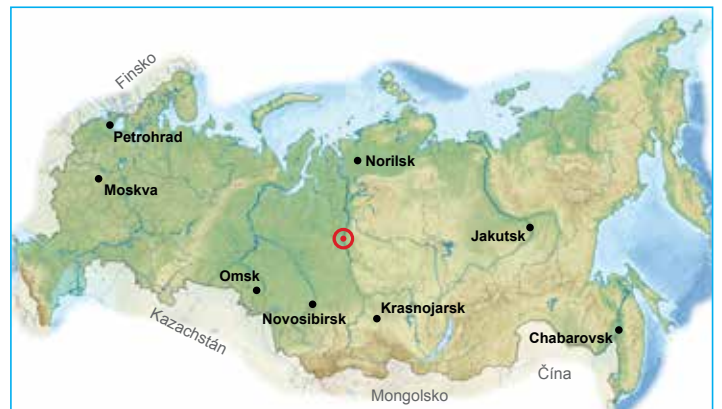 Finsko
Petrohrad
Moskva
Norilsk
Jakutsk
Omsk
Novosibirsk
Krasnojarsk
Kazachstán
Chabarovsk
Čína
Mongolsko